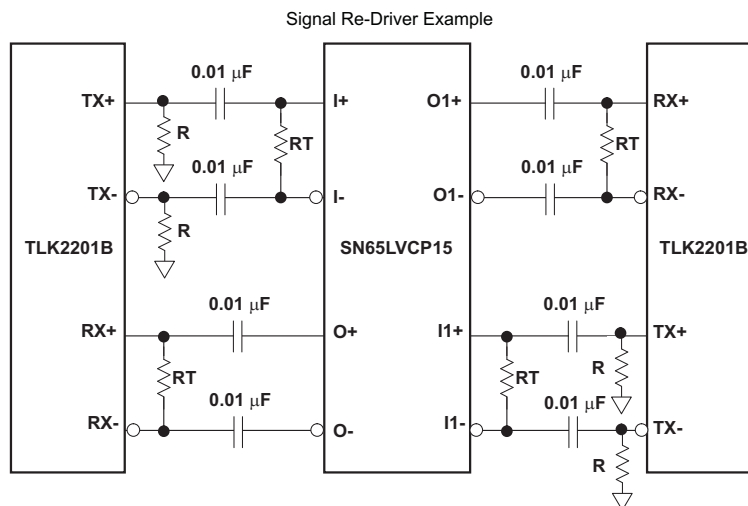 Signal Re-Driver Example
TX+
0.01 μF
R
I+
RT
TX-
0.01 μF
I-
R
O1+
0.01 μF
RX+
RT
0.01 μF
O1-
RX-
TLK2201B
SN65LVCP15
TLK2201B
0.01 μF
RX+
O+
RT
0.01 μF
RX-
O-
0.01 μF
I1+
TX+
RT
R
0.01 μF
I1-
TX-
R